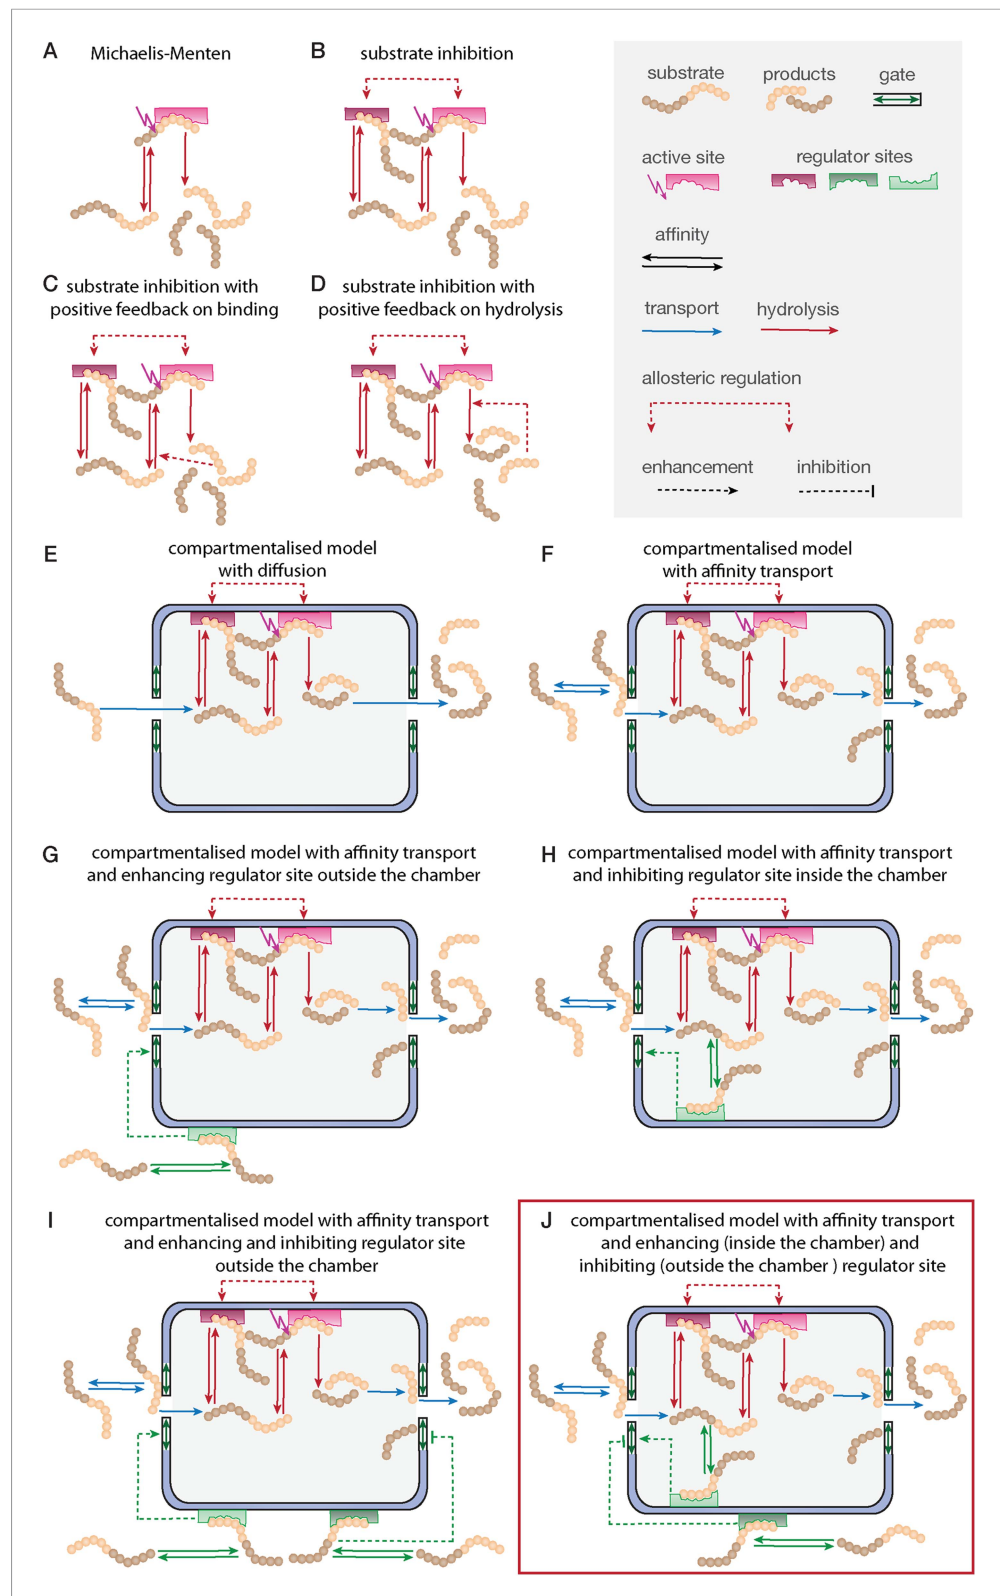 A Michaelis-Menten
B substrate inhibition
C substrate inhibition with
positive feedback on binding
D substrate inhibition with
positive feedback on hydrolysis
substrate products gate
active site regulator sites
affinity
transport hydrolysis
allosteric regulation
enhancement inhibition
E compartmentalised model
with diffusion
F compartmentalised model
with affinity transport
G compartmentalised model with affinity transport
and enhancing regulator site outside the chamber
H compartmentalised model with affinity transport
and inhibiting regulator site inside the chamber
I compartmentalised model with affinity transport
and enhancing and inhibiting regulator site
outside the chamber
J compartmentalised model with affinity transport
and enhancing (inside the chamber) and
inhibiting (outside the chamber ) regulator site